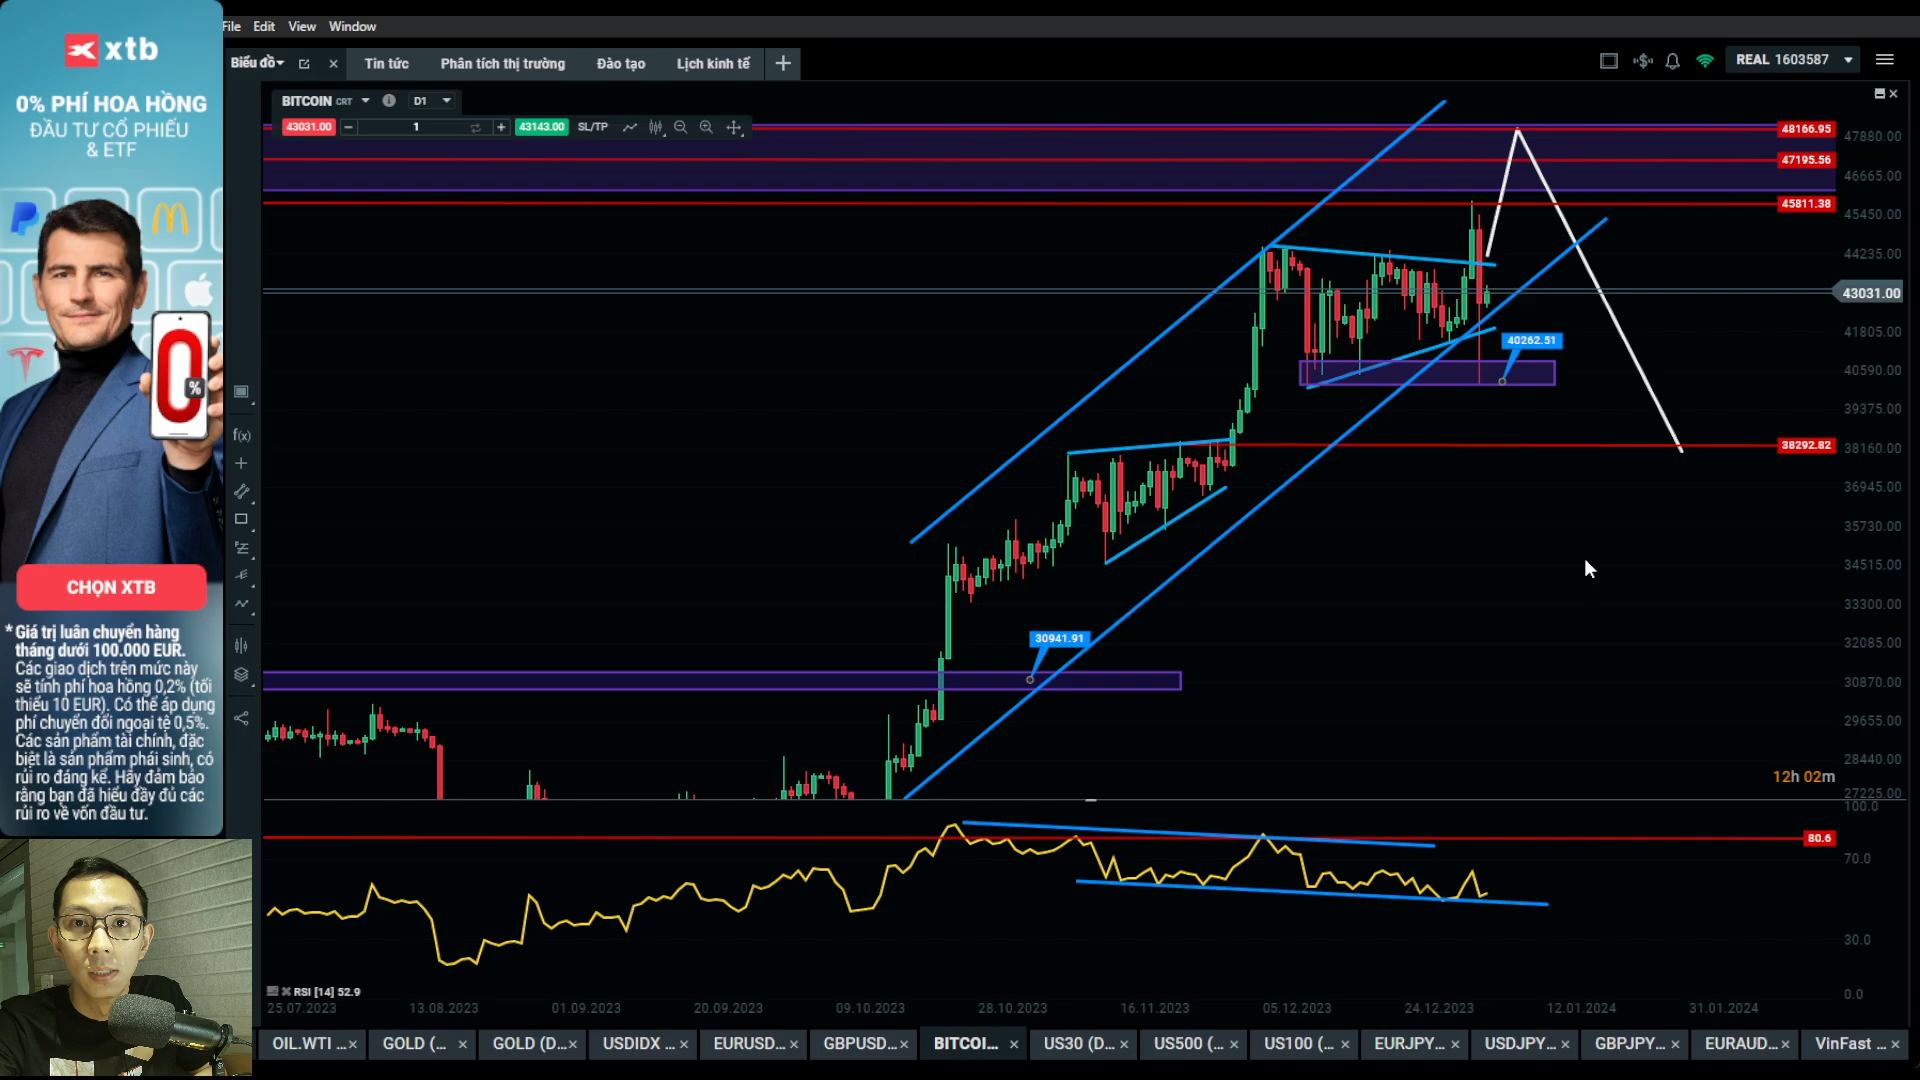 xtb
0% PHÍ HOA HỒNG
ĐẦU TƯ CỔ PHIẾU
& ETF
0
%
CHỌN XTB
* Giá trị luân chuyển hàng
tháng dưới 100.000 EUR.
Các giao dịch trên mức này
sẽ tính phí hoa hồng 0,2% (tối
thiểu 10 EUR). Có thể áp dụng
phí chuyển đổi ngoại tệ 0,5%.
Các sản phẩm tài chính, đặc
biệt là sản phẩm phái sinh, có
rủi ro đáng kể. Hãy đảm bảo
rằng bạn đã hiểu đầy đủ các
rủi ro về vốn đầu tư.
File Edit View Window
Biểu đồ Tin tức Phân tích thị trường Đào tạo Lịch kinh tế
REAL 1603587
BITCOIN CRT D1
43031.00 1 43143.00 SL/TP
f(x)
48166.95
47880.00
47195.56
46665.00
45811.38
45450.00
44235.00
43031.00
41805.00
40262.51
40590.00
39375.00
38292.82
38160.00
36945.00
35730.00
34515.00
33300.00
32085.00
30941.91
30870.00
29655.00
28440.00
12h 02m
27225.00
100.0
80.6
70.0
30.0
0.0
RSI [14] 52.9
25.07.2023 13.08.2023 01.09.2023 20.09.2023 09.10.2023 28.10.2023 16.11.2023 05.12.2023 24.12.2023 12.01.2024 31.01.2024
OIL.WTI ... GOLD (... GOLD (D... USDIDX ... EURUSD... GBPUSD... BITCOI... US30 (D... US500 (... US100 (... EURJPY... USDJPY... GBPJPY... EURAUD... VinFast ...